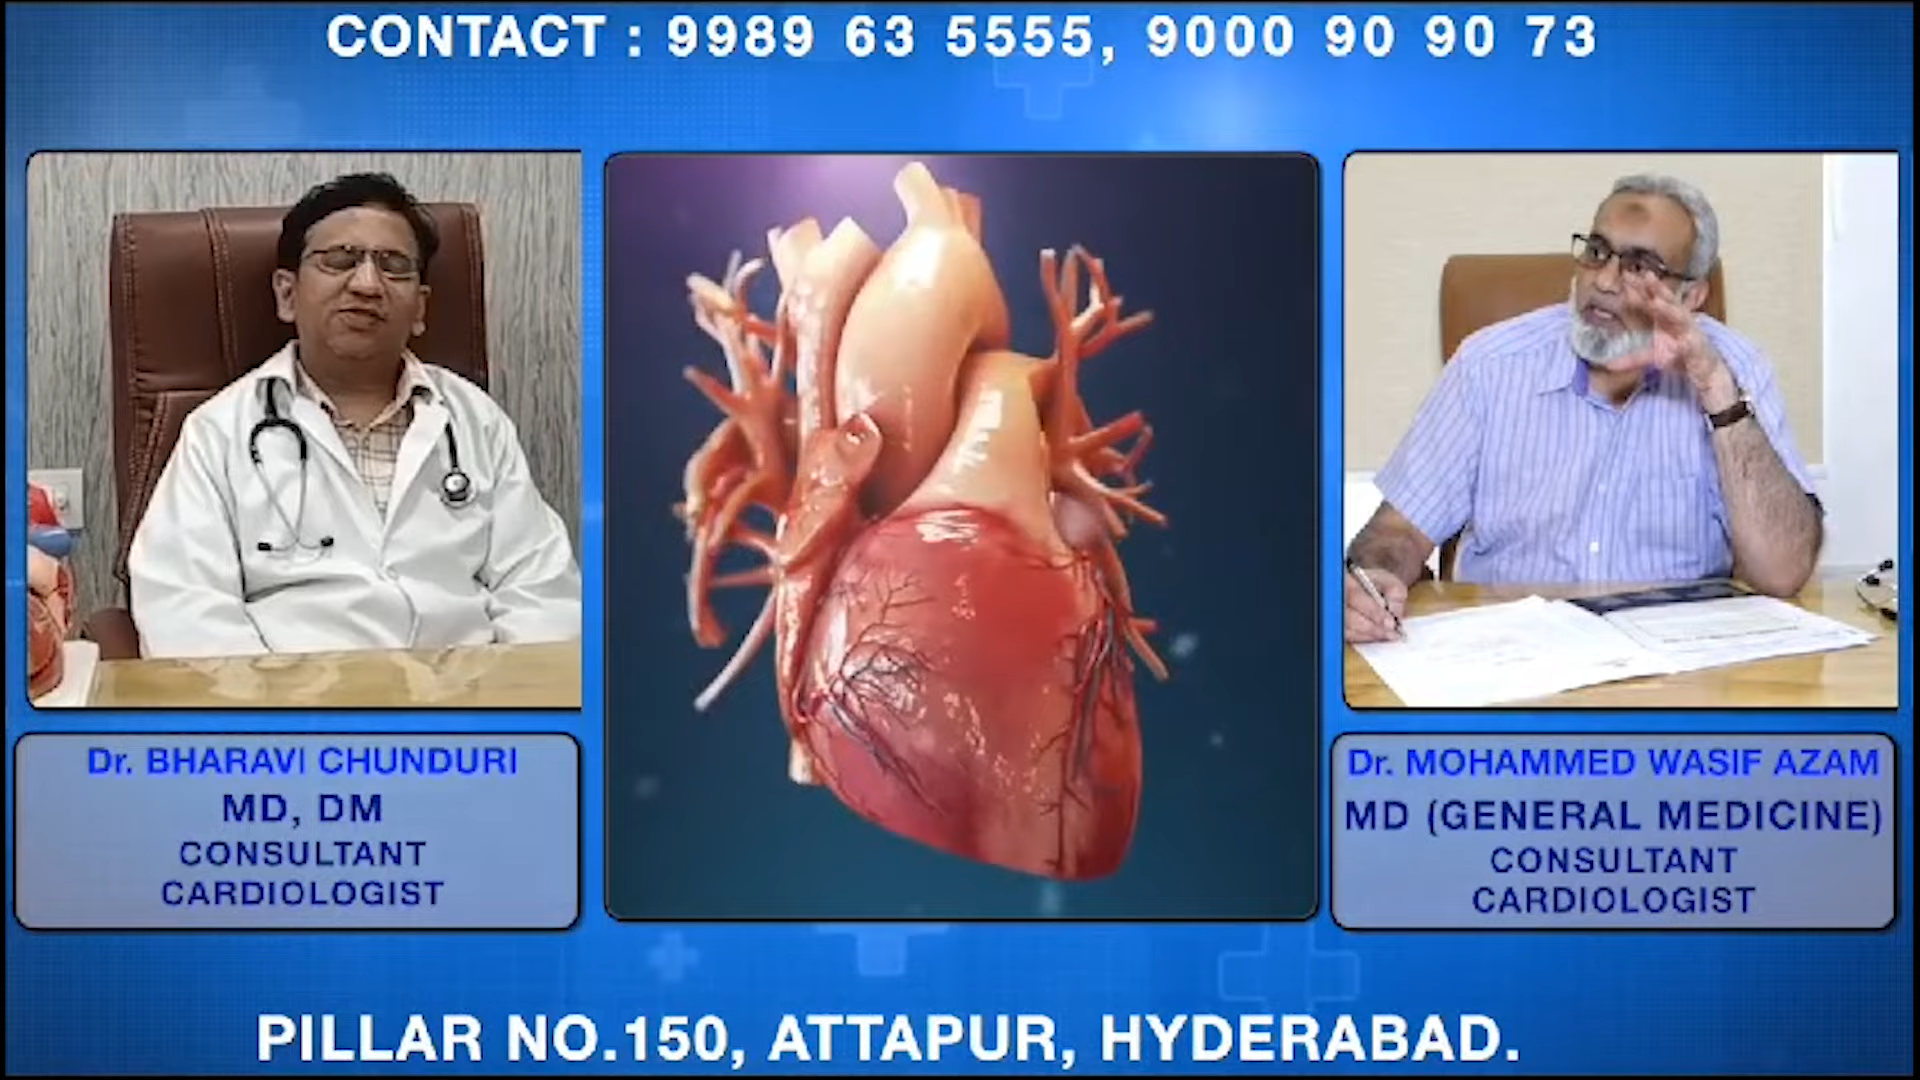 CONTACT : 9989 63 5555, 9000 90 90 73
Dr. BHARAVI CHUNDURI
MD, DM
CONSULTANT
CARDIOLOGIST
Dr. MOHAMMED WASIF AZAM
MD (GENERAL MEDICINE)
CONSULTANT
CARDIOLOGIST
PILLAR NO.150, ATTAPUR, HYDERABAD.